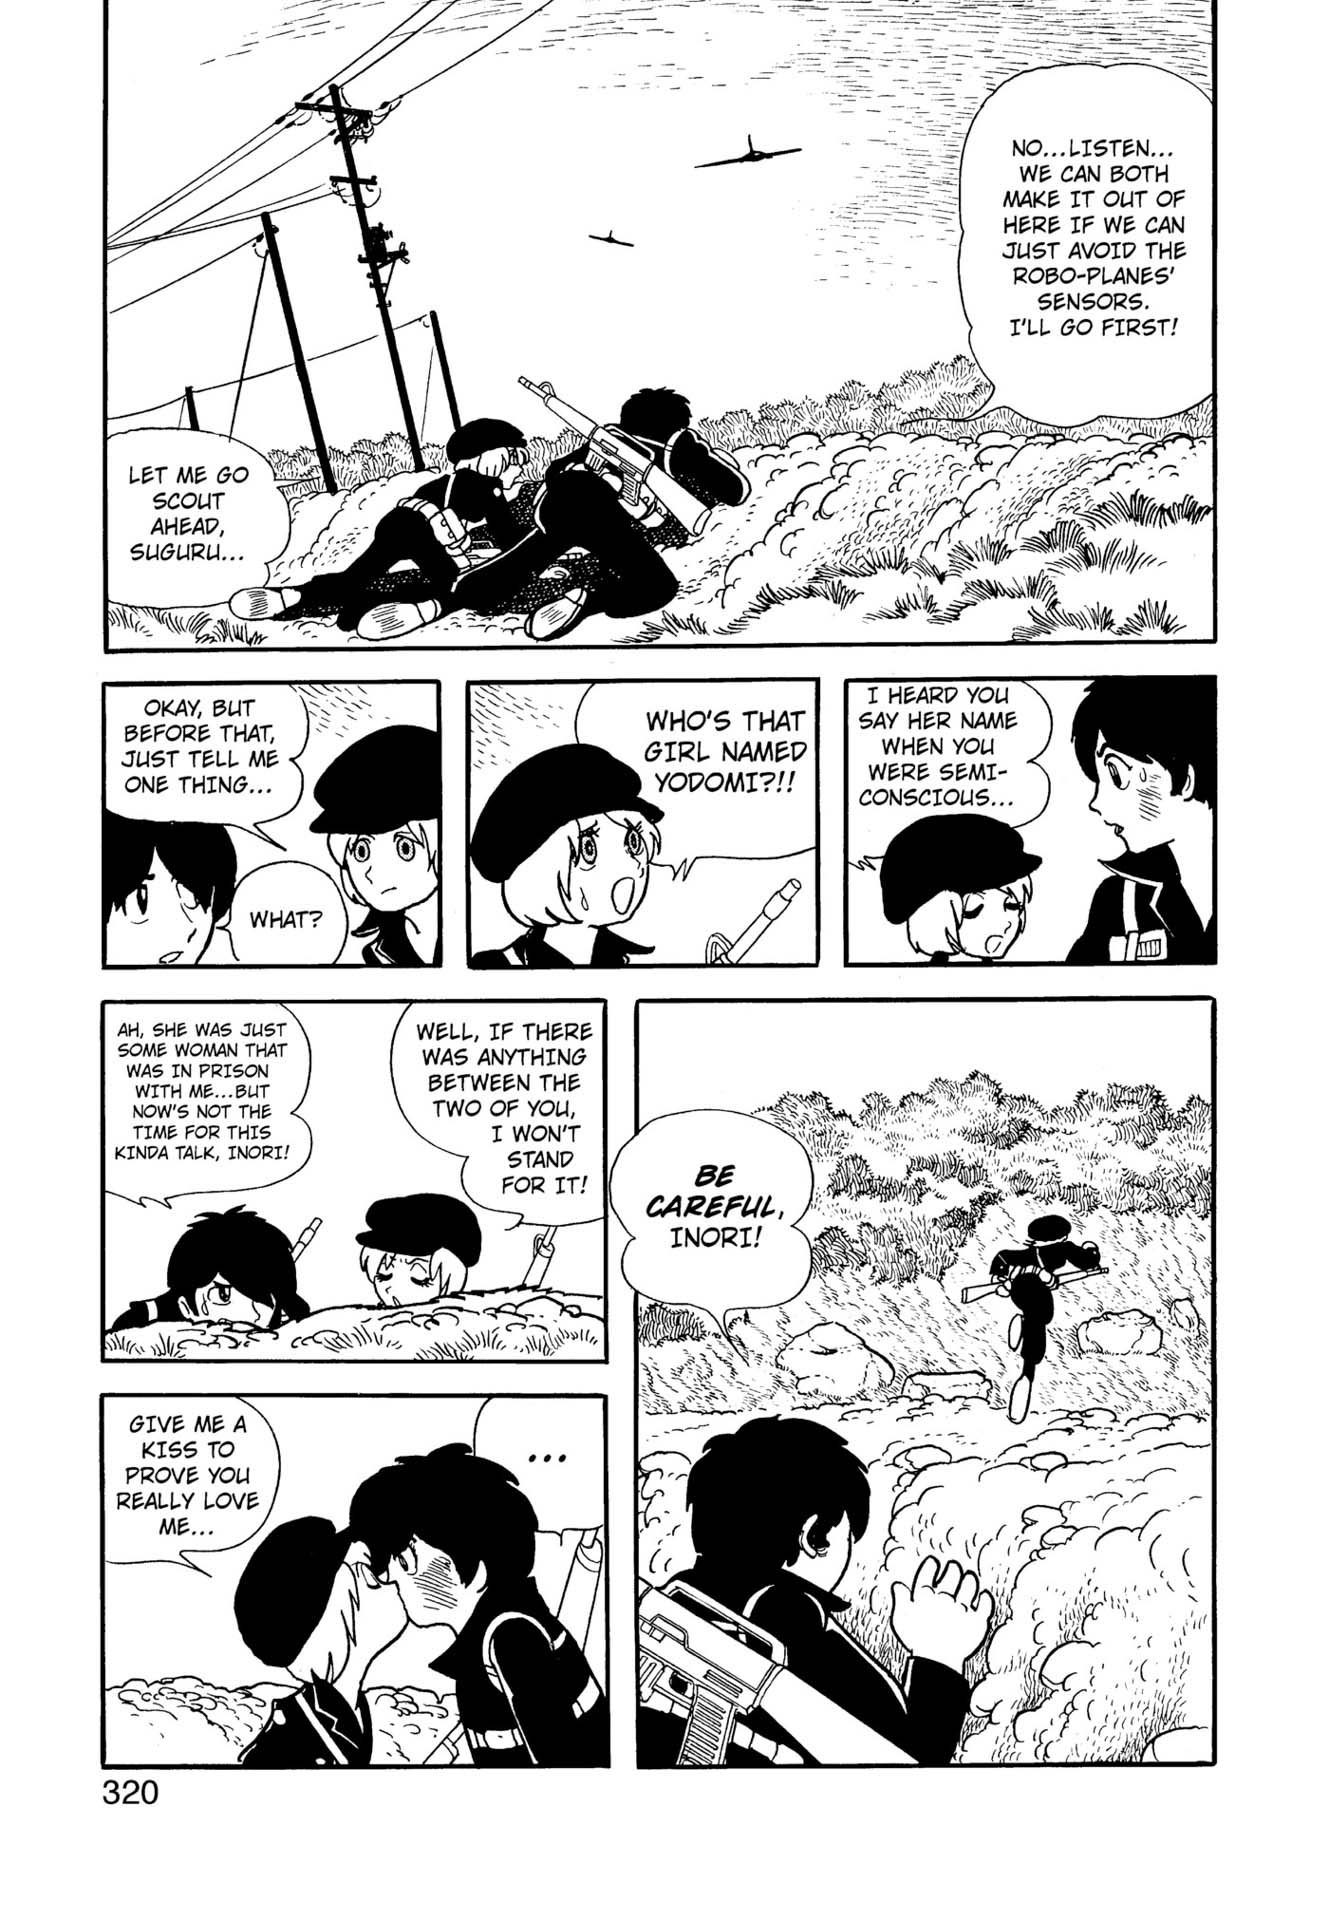 LET ME GO
SCOUT
AHEAD,
SUGURU...
NO...LISTEN...
WE CAN BOTH
MAKE IT OUT OF
HERE IF WE CAN
JUST AVOID THE
ROBO-PLANES'
SENSORS.
I'LL GO FIRST!
OKAY, BUT
BEFORE THAT,
JUST TELL ME
ONE THING...
WHAT?
WHO'S THAT
GIRL NAMED
YODOMI?!!
I HEARD YOU
SAY HER NAME
WHEN YOU
WERE SEMI-
CONSCIOUS...
AH, SHE WAS JUST
SOME WOMAN THAT
WAS IN PRISON
WITH ME...BUT
NOW'S NOT THE
TIME FOR THIS
KINDA TALK, INORI!
WELL, IF THERE
WAS ANYTHING
BETWEEN THE
TWO OF YOU,
I WON'T
STAND
FOR IT!
GIVE ME A
KISS TO
PROVE YOU
REALLY LOVE
ME...
...
BE
CAREFUL,
INORI!
320